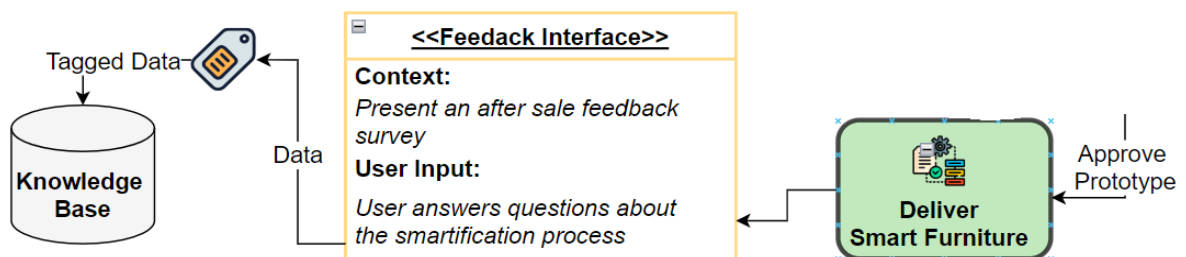 <<Feedack Interface>>
Tagged Data
Context:
Present an after sale feedback
survey
User Input:
User answers questions about
the smartification process
Data
Knowledge
Base
Deliver
Smart Furniture
Approve
Prototype